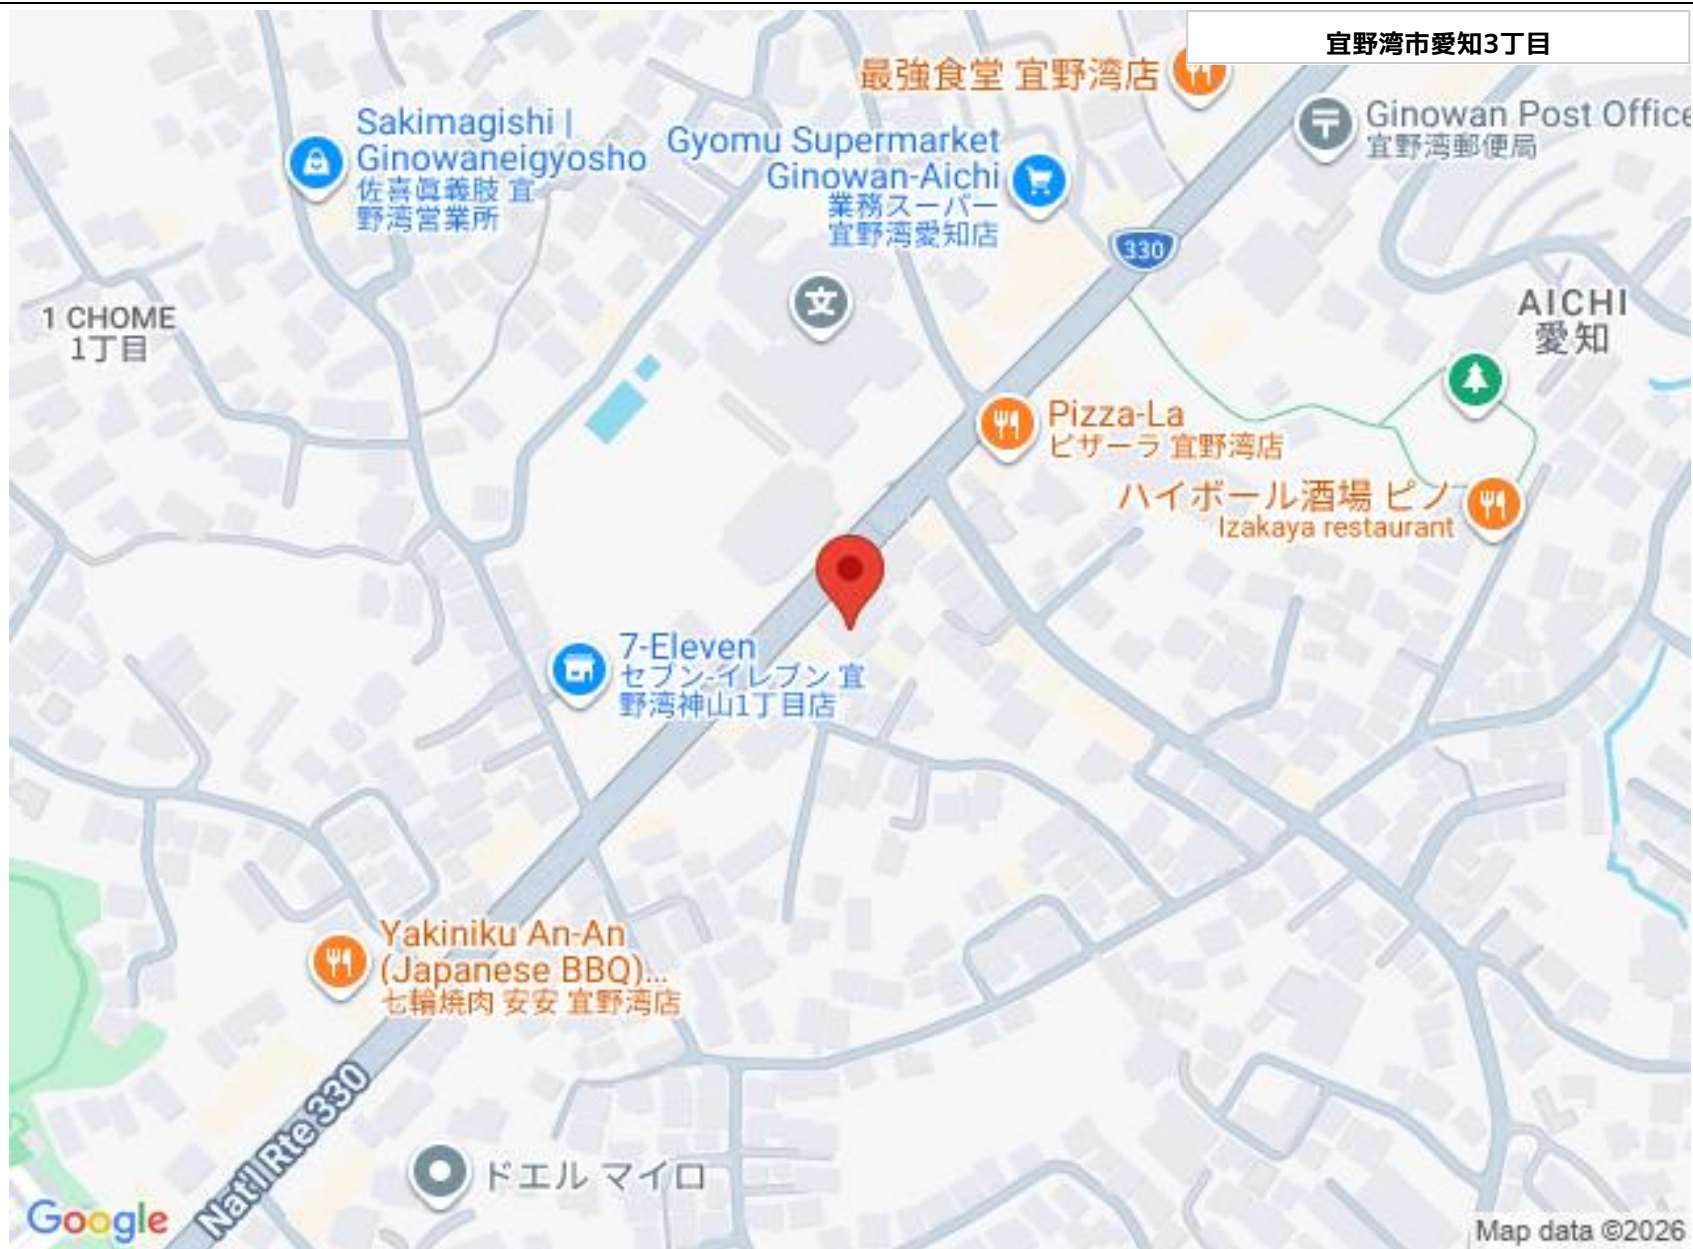 宜野湾市愛知3丁目
最強食堂 宜野湾店
Ginowan Post Office
宜野湾郵便局
Sakimagishi |
Ginowaneigyosho
佐喜眞義肢 宜
野湾営業所
Gyomu Supermarket
Ginowan-Aichi
業務スーパー
宜野湾愛知店
330
文
1 CHOME
1丁目
AICHI
愛知
Pizza-La
ピザーラ 宜野湾店
ハイボール酒場 ピノ
Izakaya restaurant
7-Eleven
セブン-イレブン 宜
野湾神山1丁目店
Yakiniku An-An
(Japanese BBQ)...
七輪焼肉 安安 宜野湾店
Nat'l Rte 330
ドエル マイロ
Google
Map data ©2026